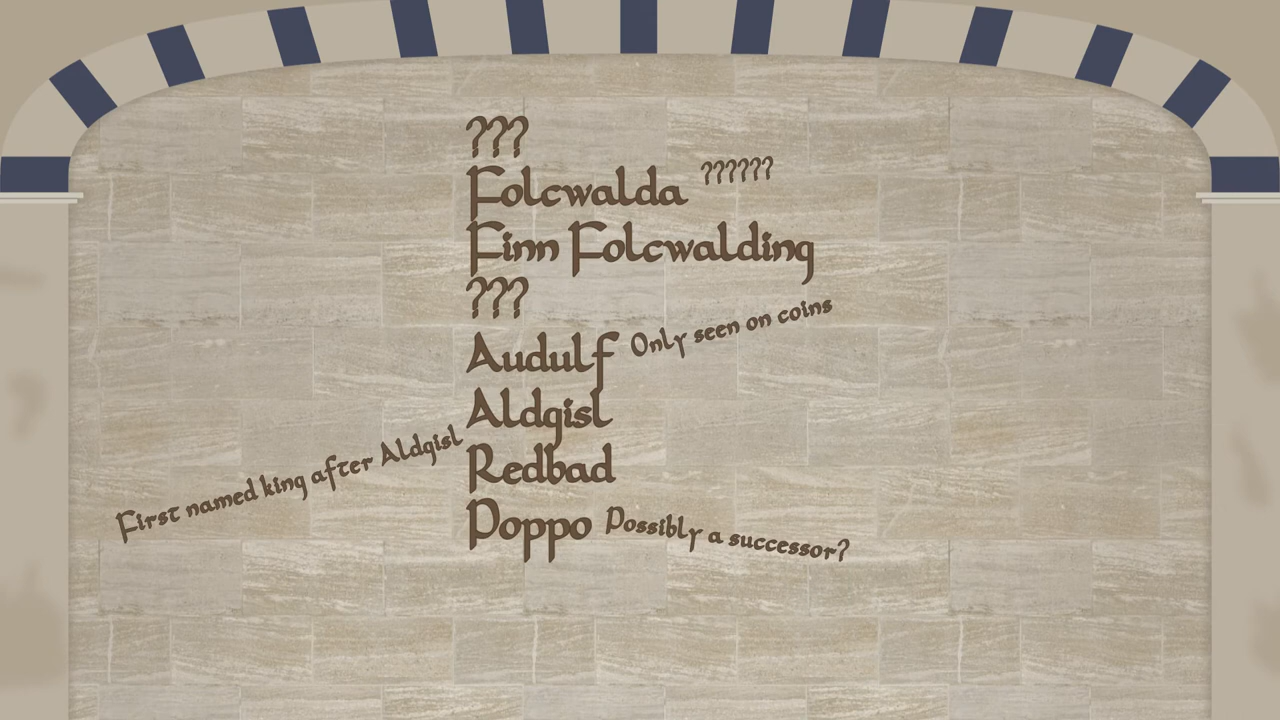 ???
Folcwalda ??????
Finn Folcwalding
???
Audulf Only seen on coins
Aldgisl
First named king after Aldgisl Redbad
Poppo Possibly a successor?